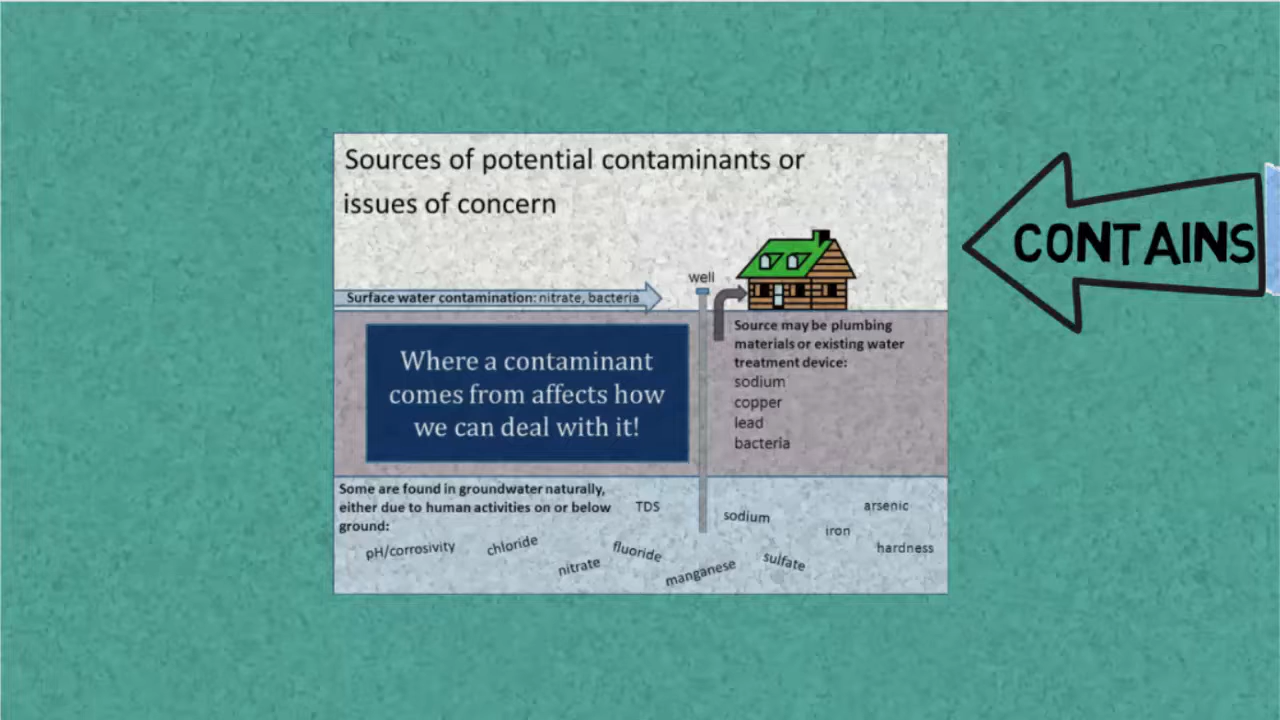 Sources of potential contaminants or
issues of concern
CONTAINS
well
Surface water contamination: nitrate, bacteria
Where a contaminant
comes from affects how
we can deal with it!
Source may be plumbing
materials or existing water
treatment device:
sodium
copper
lead
bacteria
Some are found in groundwater naturally,
either due to human activities on or below
ground:
TDS
sodium
arsenic
iron
pH/corrosivity
chloride
nitrate
fluoride
manganese
sulfate
hardness